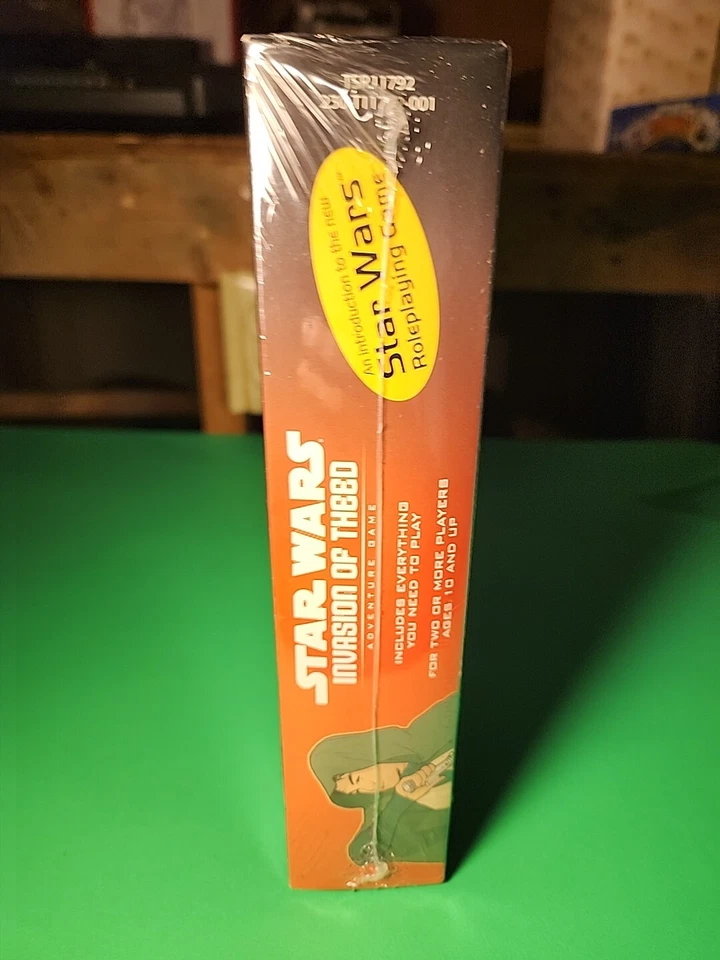 TSR11792
An introduction to the new
Star Wars™
Roleplaying Game
STAR WARS
INVASION OF THEED
ADVENTURE GAME
INCLUDES EVERYTHING
YOU NEED TO PLAY
FOR TWO OR MORE PLAYERS
AGES 10 AND UP